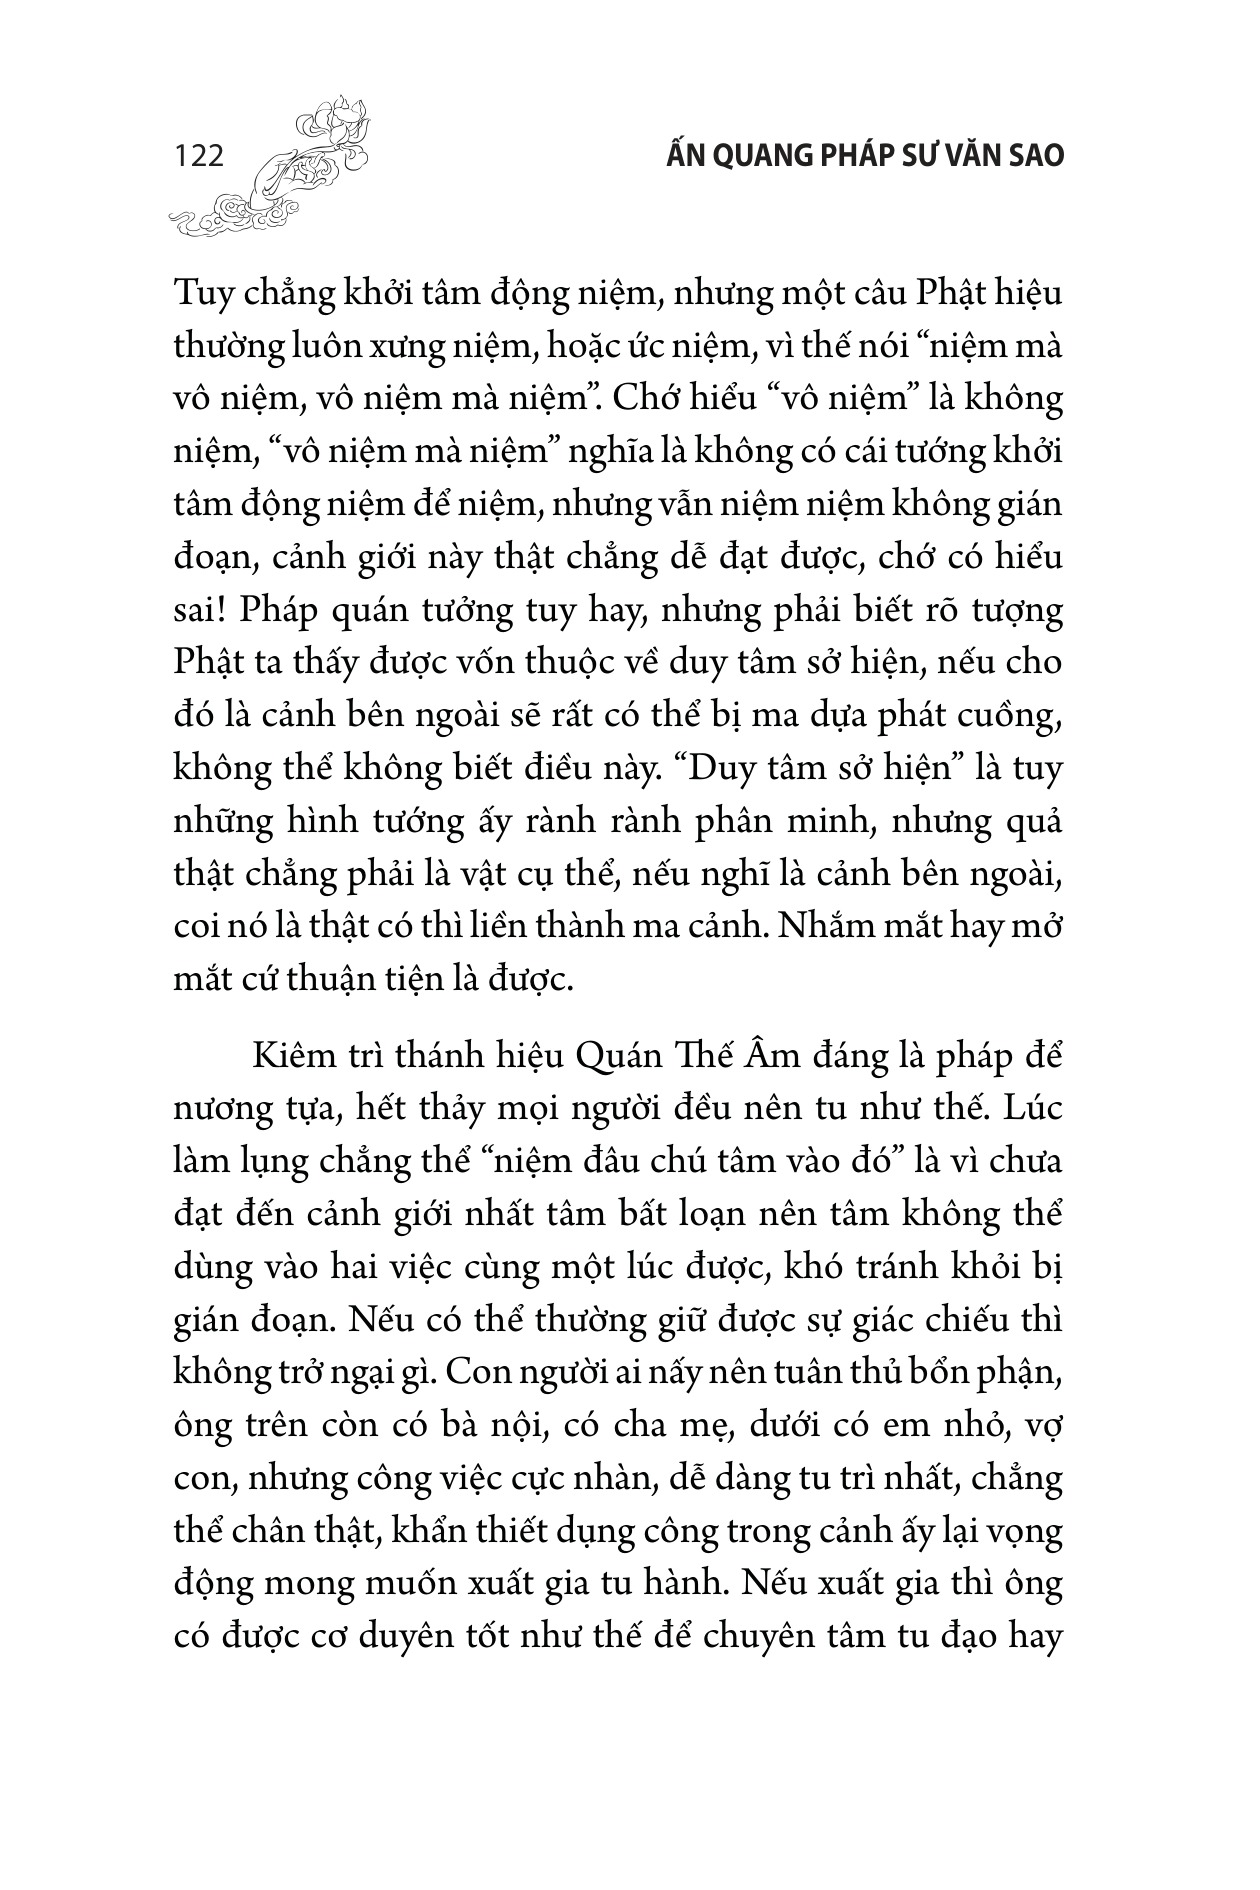 122
ẤN QUANG PHÁP SƯ VĂN SAO
Tuy chẳng khởi tâm động niệm, nhưng một câu Phật hiệu
thường luôn xưng niệm, hoặc ức niệm, vì thế nói “niệm mà
vô niệm, vô niệm mà niệm”. Chớ hiểu “vô niệm” là không
niệm, “vô niệm mà niệm” nghĩa là không có cái tướng khởi
tâm động niệm để niệm, nhưng vẫn niệm niệm không gián
đoạn, cảnh giới này thật chẳng dễ đạt được, chớ có hiểu
sai! Pháp quán tưởng tuy hay, nhưng phải biết rõ tượng
Phật ta thấy được vốn thuộc về duy tâm sở hiện, nếu cho
đó là cảnh bên ngoài sẽ rất có thể bị ma dựa phát cuồng,
không thể không biết điều này. “Duy tâm sở hiện” là tuy
những hình tướng ấy rành rành phân minh, nhưng quả
thật chẳng phải là vật cụ thể, nếu nghĩ là cảnh bên ngoài,
coi nó là thật có thì liền thành ma cảnh. Nhắm mắt hay mở
mắt cứ thuận tiện là được.
Kiêm trì thánh hiệu Quán Thế Âm đáng là pháp để
nương tựa, hết thảy mọi người đều nên tu như thế. Lúc
làm lụng chẳng thể “niệm đâu chú tâm vào đó” là vì chưa
đạt đến cảnh giới nhất tâm bất loạn nên tâm không thể
dùng vào hai việc cùng một lúc được, khó tránh khỏi bị
gián đoạn. Nếu có thể thường giữ được sự giác chiếu thì
không trở ngại gì. Con người ai nấy nên tuân thủ bổn phận,
ông trên còn có bà nội, có cha mẹ, dưới có em nhỏ, vợ
con, nhưng công việc cực nhàn, dễ dàng tu trì nhất, chẳng
thể chân thật, khẩn thiết dụng công trong cảnh ấy lại vọng
động mong muốn xuất gia tu hành. Nếu xuất gia thì ông
có được cơ duyên tốt như thế để chuyên tâm tu đạo hay